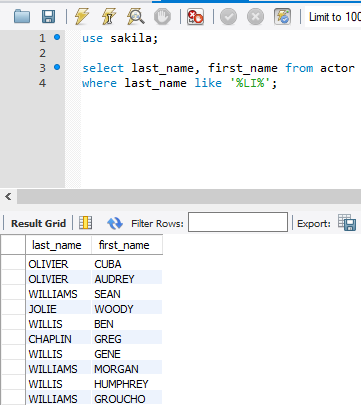 Limit to 100
1 use sakila;
2
3 select last_name, first_name from actor
4 where last_name like '%LI%';
Result Grid Filter Rows: Export:
last_name first_name
OLIVIER CUBA
OLIVIER AUDREY
WILLIAMS SEAN
JOLIE WOODY
WILLIS BEN
CHAPLIN GREG
WILLIS GENE
WILLIAMS MORGAN
WILLIS HUMPHREY
WILLIAMS GROUCHO